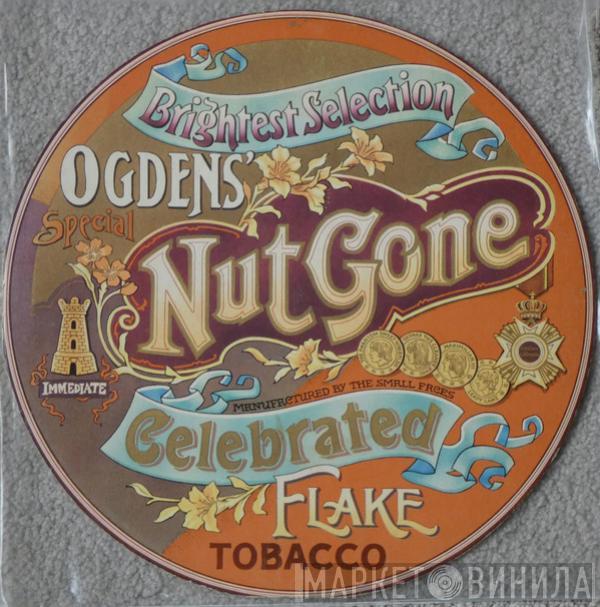 Brightest Selection
OGDENS'
Special
Nut Gone
IMMEDIATE
MANUFACTURED BY THE SMALL FACES
Celebrated
FLAKE
TOBACCO
МАРКЕТ ВИНИЛА